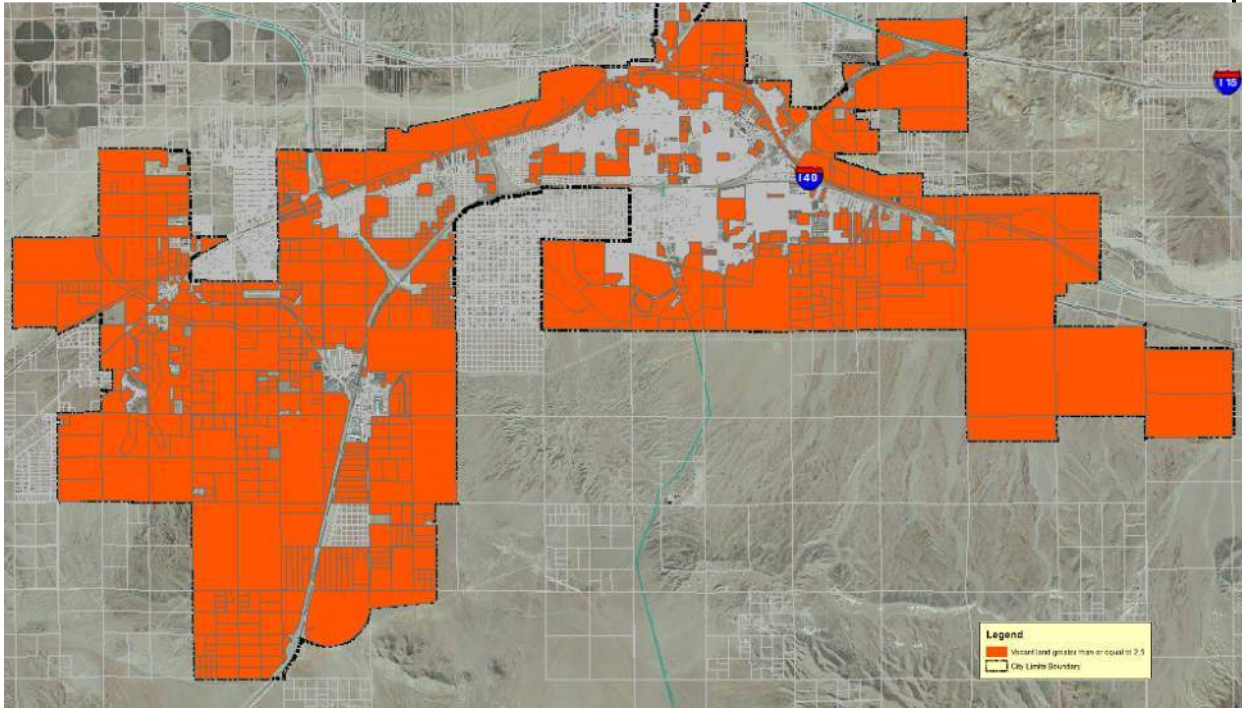 I 15
I 40
Legend
Vacant land greater than or equal to 2.5
City Limits Boundary